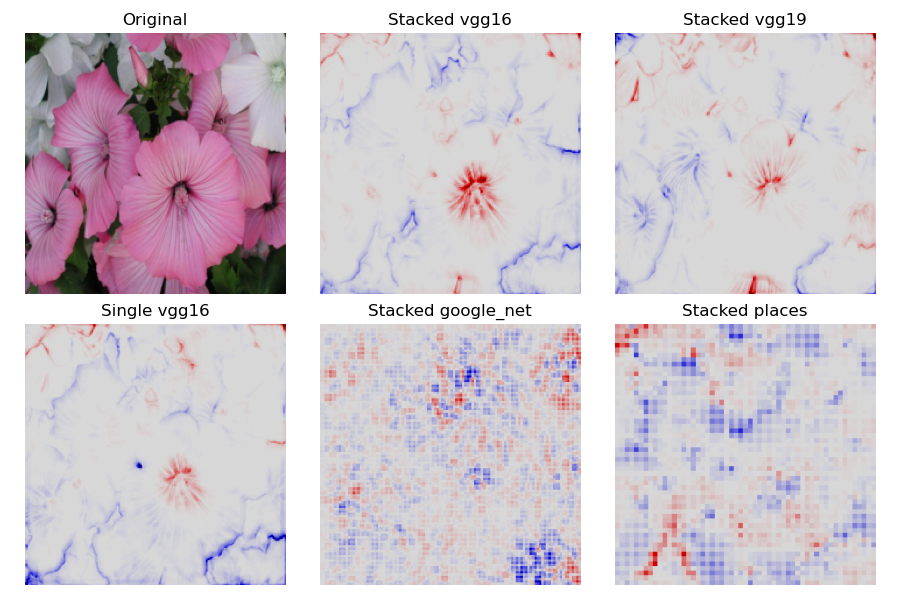 Original
Stacked vgg16
Stacked vgg19
Single vgg16
Stacked google_net
Stacked places